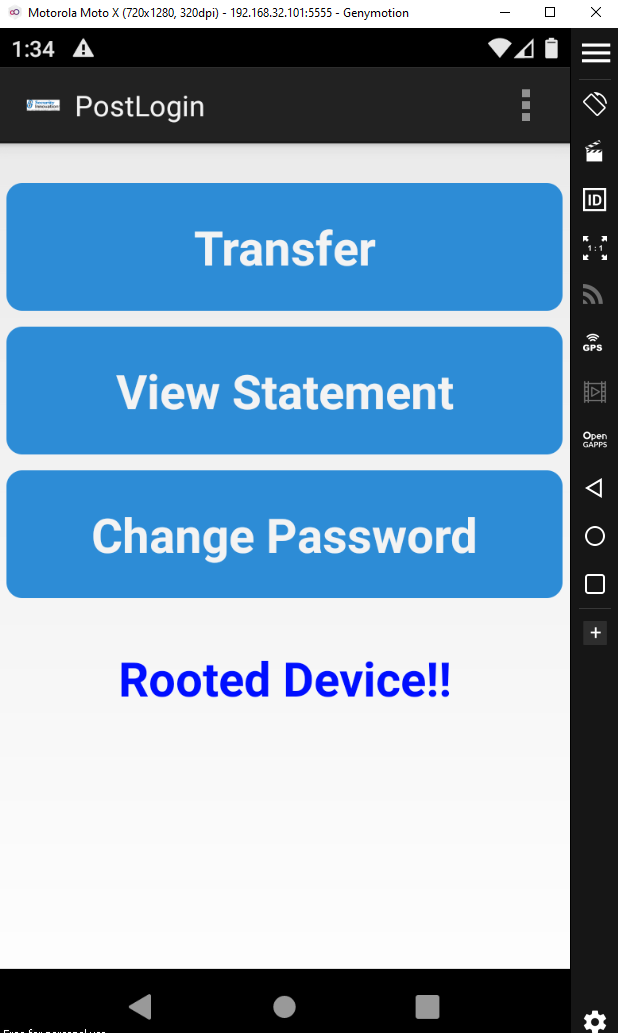 Motorola Moto X (720x1280, 320dpi) - 192.168.32.101:5555 - Genymotion
1:34
PostLogin
Transfer
View Statement
Change Password
Rooted Device!!
ID
1 : 1
GPS
Open
GAPPS
Free for personal use